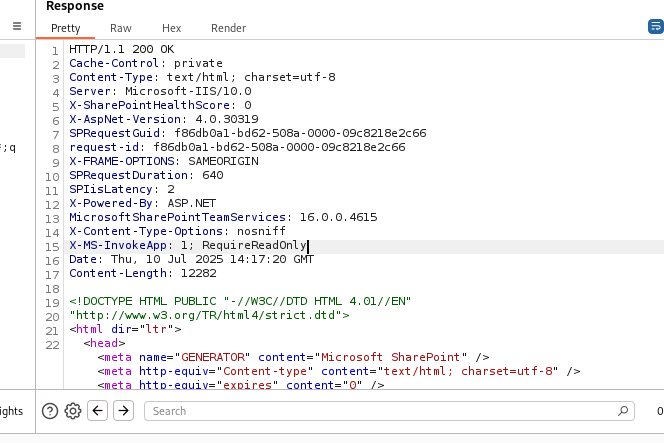 Response
Pretty Raw Hex Render
1 HTTP/1.1 200 OK
2 Cache-Control: private
3 Content-Type: text/html; charset=utf-8
4 Server: Microsoft-IIS/10.0
5 X-SharePointHealthScore: 0
6 X-AspNet-Version: 4.0.30319
7 SPRequestGuid: f86db0a1-bd62-508a-0000-09c8218e2c66
8 request-id: f86db0a1-bd62-508a-0000-09c8218e2c66
9 X-FRAME-OPTIONS: SAMEORIGIN
10 SPRequestDuration: 640
11 SPIisLatency: 2
12 X-Powered-By: ASP.NET
13 MicrosoftSharePointTeamServices: 16.0.0.4615
14 X-Content-Type-Options: nosniff
15 X-MS-InvokeApp: 1; RequireReadOnly
16 Date: Thu, 10 Jul 2025 14:17:20 GMT
17 Content-Length: 12282
18
19 <!DOCTYPE HTML PUBLIC "-//W3C//DTD HTML 4.01//EN"
20 "http://www.w3.org/TR/html4/strict.dtd">
21 <html dir="ltr">
22 <head>
<meta name="GENERATOR" content="Microsoft SharePoint" />
<meta http-equiv="Content-type" content="text/html; charset=utf-8" />
<meta http-equiv="expires" content="0" />
;q
ights
Search
0